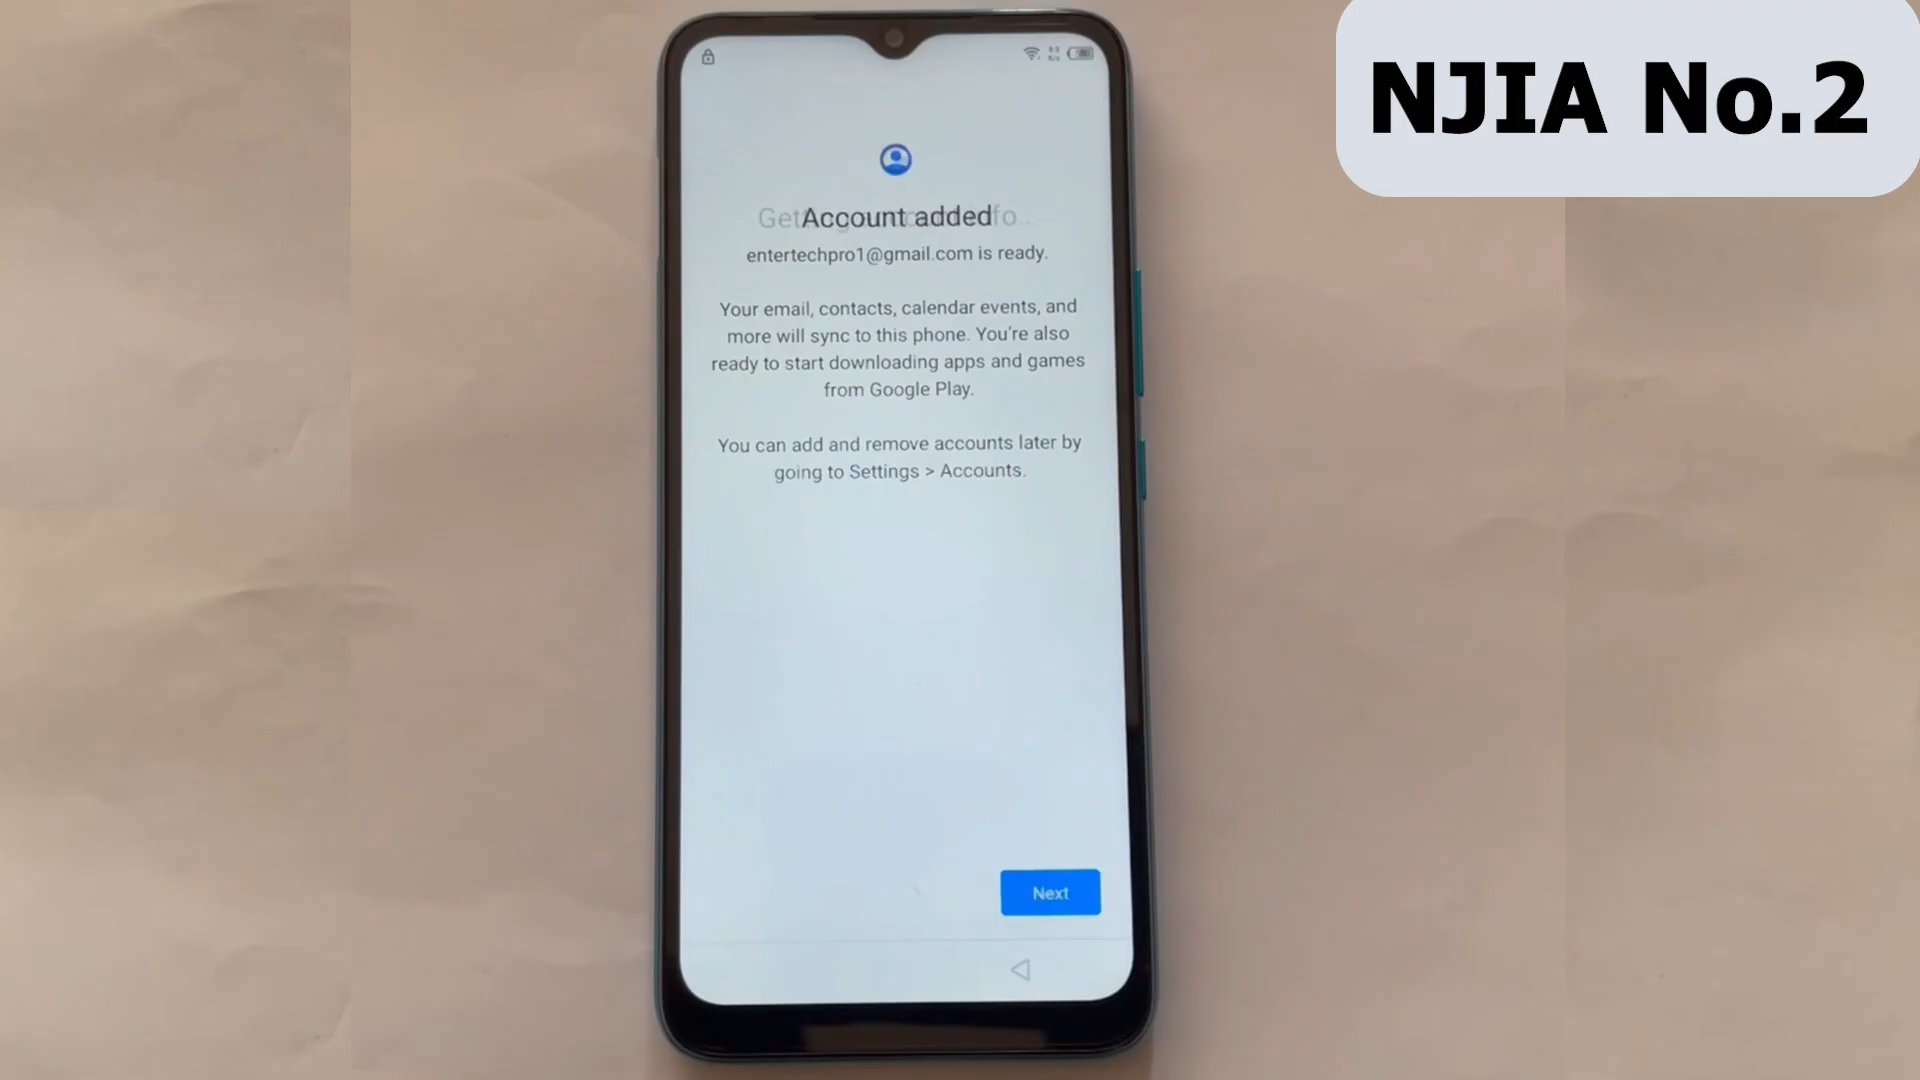 NJIA No.2
Account added
entertechpro1@gmail.com is ready.
Your email, contacts, calendar events, and
more will sync to this phone. You're also
ready to start downloading apps and games
from Google Play.
You can add and remove accounts later by
going to Settings > Accounts.
Next